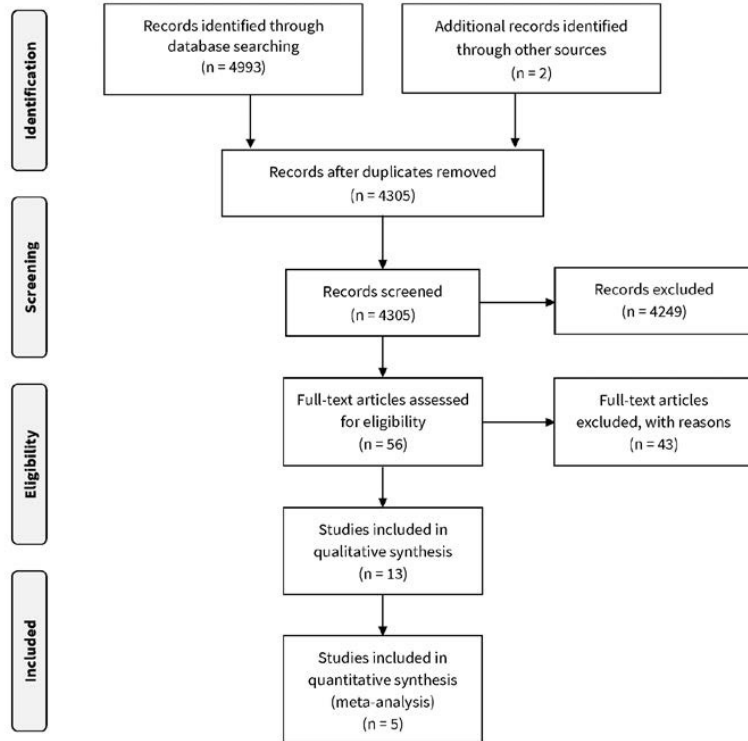 Identification
Records identified through
database searching
(n = 4993)
Additional records identified
through other sources
(n = 2)
Records after duplicates removed
(n = 4305)
Screening
Records screened
(n = 4305)
Records excluded
(n = 4249)
Eligibility
Full-text articles assessed
for eligibility
(n = 56)
Full-text articles
excluded, with reasons
(n = 43)
Studies included in
qualitative synthesis
(n = 13)
Included
Studies included in
quantitative synthesis
(meta-analysis)
(n = 5)